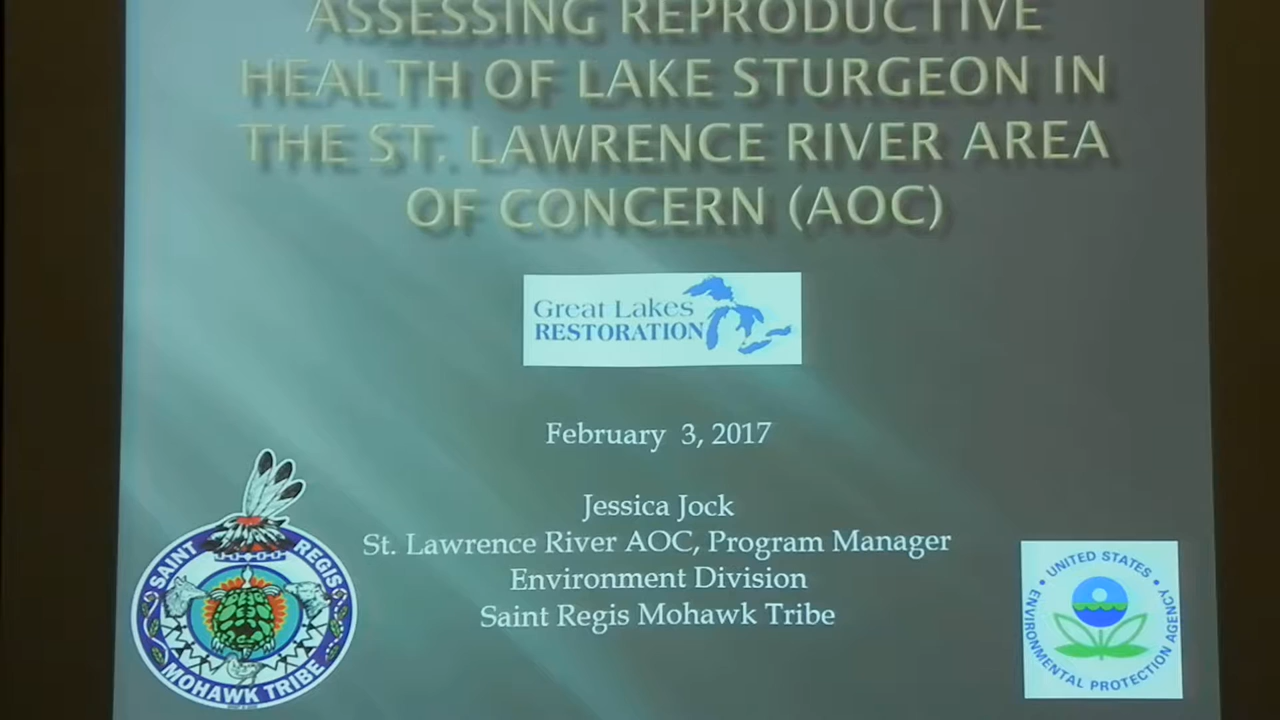 ASSESSING REPRODUCTIVE
HEALTH OF LAKE STURGEON IN
THE ST. LAWRENCE RIVER AREA
OF CONCERN (AOC)
Great Lakes
RESTORATION
February 3, 2017
Jessica Jock
St. Lawrence River AOC, Program Manager
Environment Division
Saint Regis Mohawk Tribe
SAINT REGIS
MOHAWK TRIBE
• UNITED STATES •
ENVIRONMENTAL PROTECTION AGENCY